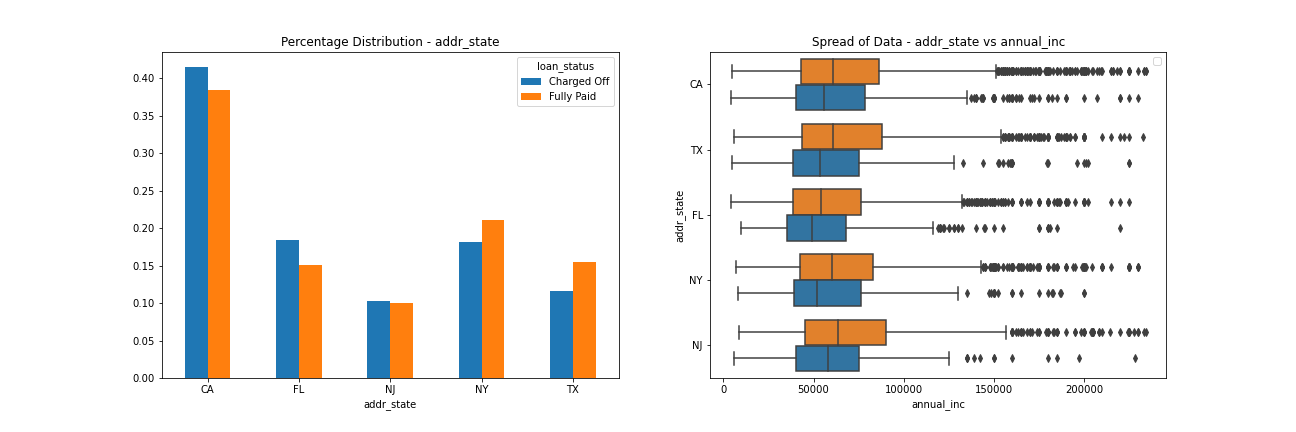 Percentage Distribution - addr_state
0.40
0.35
0.30
0.25
0.20
0.15
0.10
0.05
0.00
loan_status
Charged Off
Fully Paid
CA FL NJ NY TX
addr_state
Spread of Data - addr_state vs annual_inc
CA
TX
FL
NY
NJ
addr_state
0 50000 100000 150000 200000
annual_inc